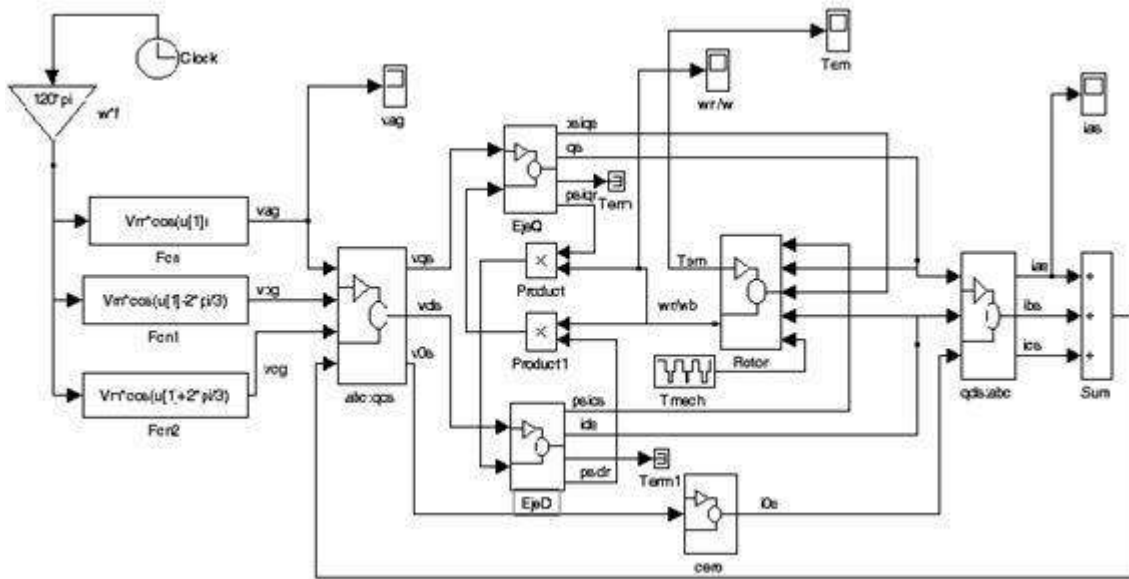 Clock
120*pi
w*t
vag
Tem
wr/w
ias
Vm*cos(u[1])
vag
Fcn
Vm*cos(u[1]-2*pi/3)
vbg
Fcn1
Vm*cos(u[1]+2*pi/3)
vcg
Fcn2
vqs
vds
v0s
abc:qds
psiqs
iqs
psiqr
Term
EjeQ
Product
Product1
Tem
wr/wb
Rotor
Tmech
psids
ids
psidr
Term1
EjeD
i0s
cero
ias
ibs
ics
qds:abc
Sum